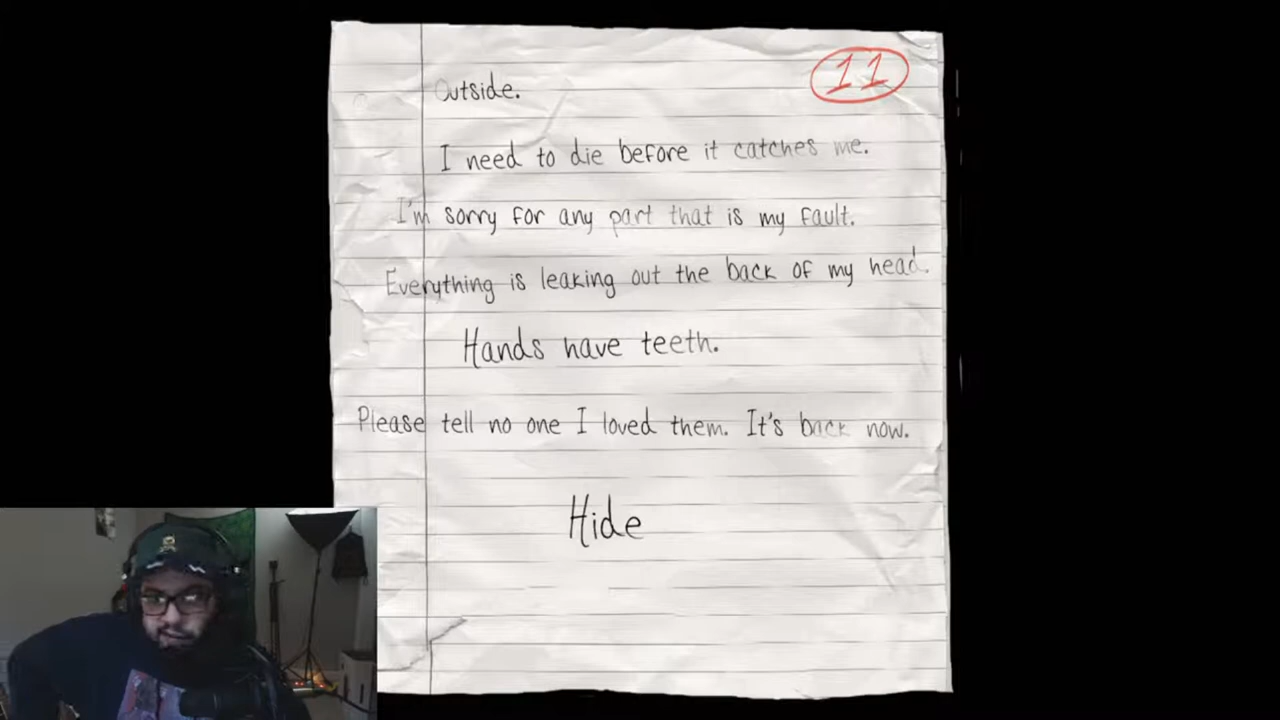 11
Outside.
I need to die before it catches me.
I'm sorry for any part that is my fault.
Everything is leaking out the back of my head.
Hands have teeth.
Please tell no one I loved them. It's back now.
Hide